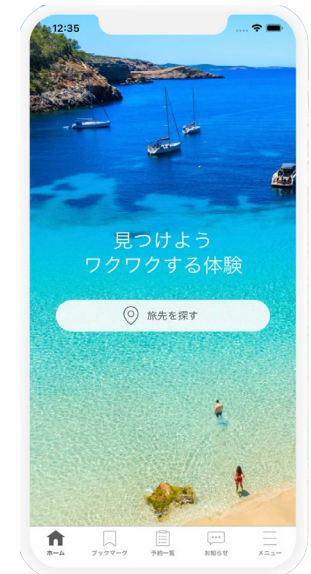 12:35
見つけよう
ワクワクする体験
旅先を探す
ホーム
ブックマーク
予約一覧
お知らせ
メニュー